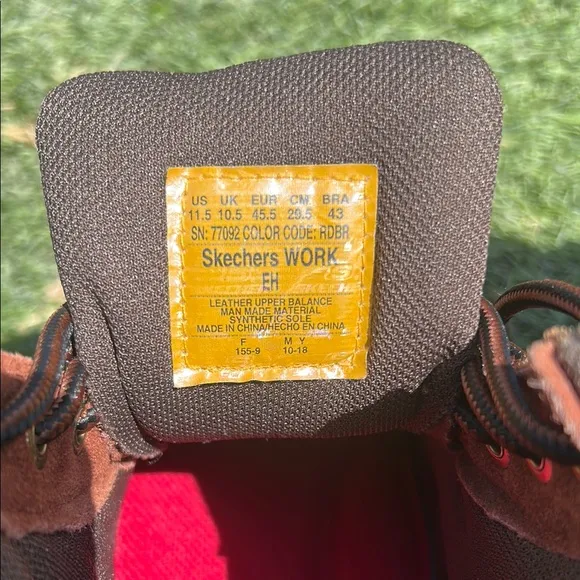 US UK EUR CM BRA
11.5 10.5 45.5 29.5 43
SN: 77092 COLOR CODE: RDBR
Skechers WORK
EH
LEATHER UPPER BALANCE
MAN MADE MATERIAL
SYNTHETIC SOLE
MADE IN CHINA/HECHO EN CHINA
F M Y
155-9 10-18